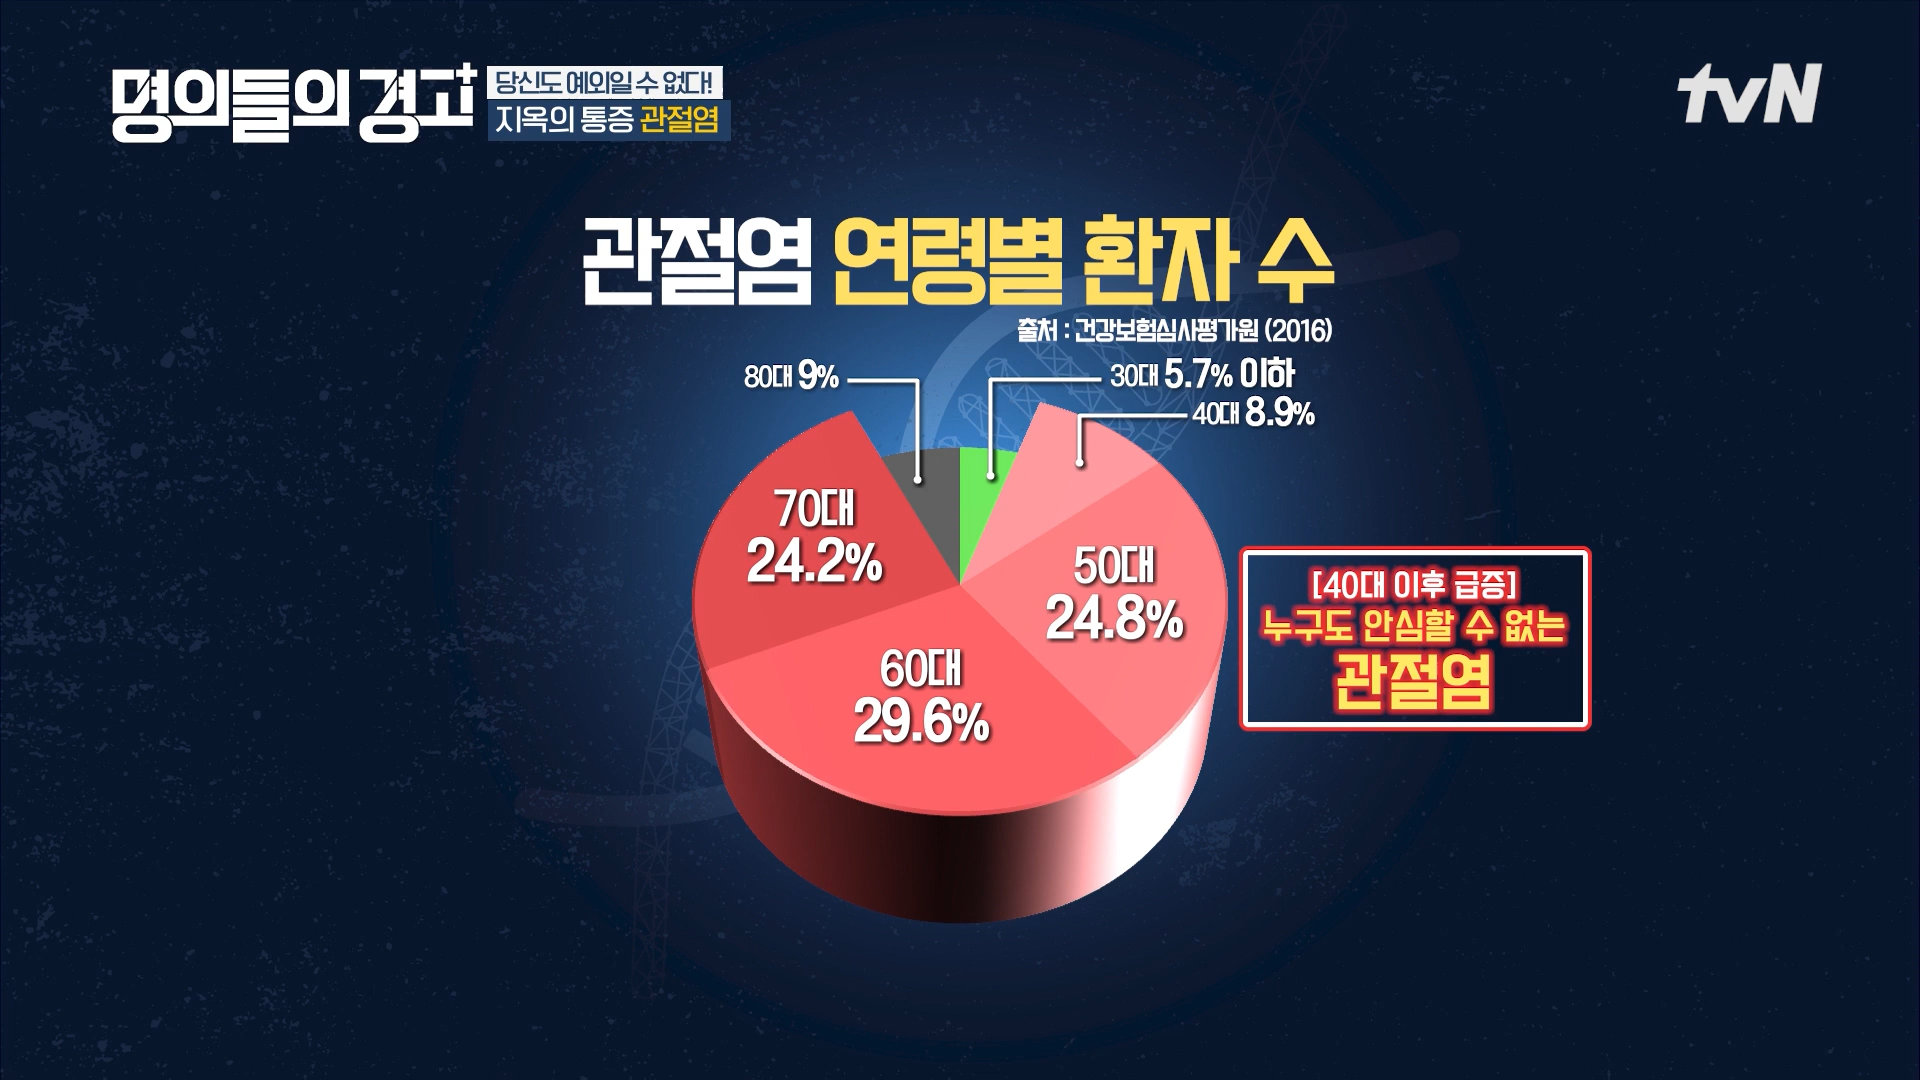 명의들의 경고+
당신도 예외일 수 없다!
지옥의 통증 관절염
tvN
관절염 연령별 환자 수
출처 : 건강보험심사평가원 (2016)
80대 9%
30대 5.7% 이하
40대 8.9%
70대
24.2%
50대
24.8%
60대
29.6%
[40대 이후 급증]
누구도 안심할 수 없는
관절염